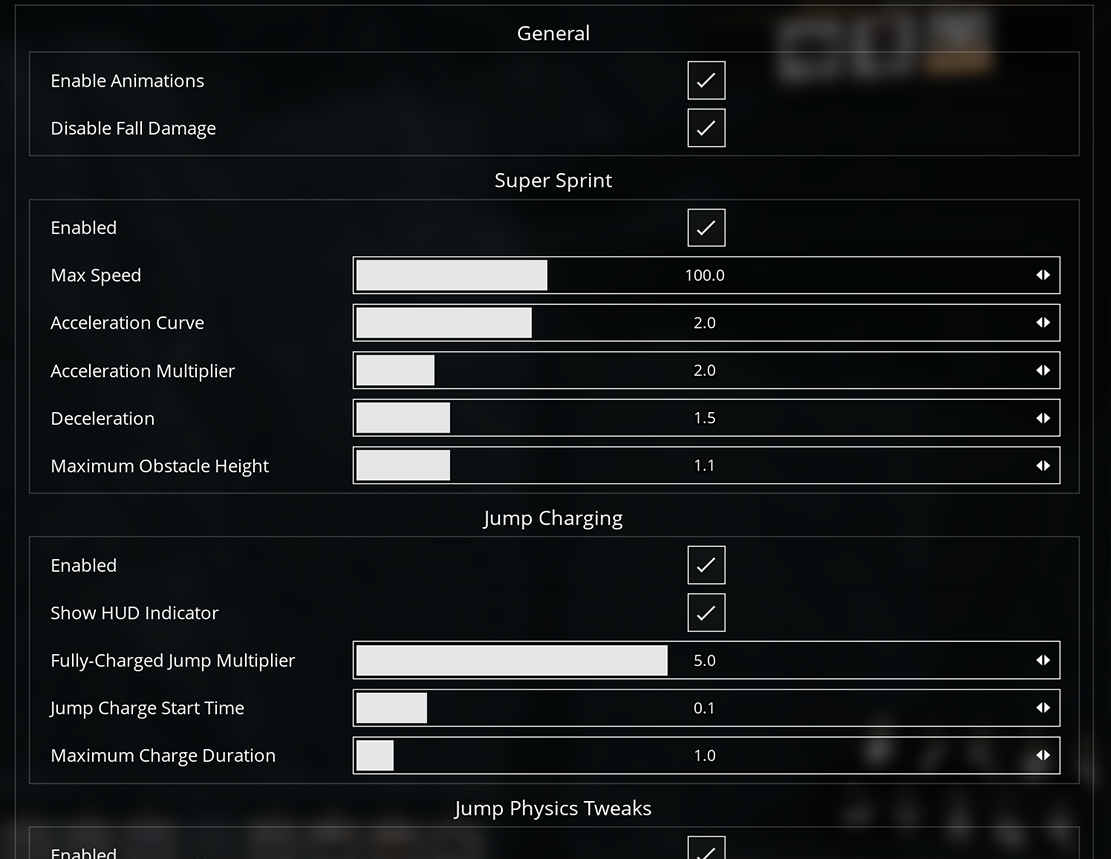 General
Enable Animations
Disable Fall Damage
Super Sprint
Enabled
Max Speed 100.0
Acceleration Curve 2.0
Acceleration Multiplier 2.0
Deceleration 1.5
Maximum Obstacle Height 1.1
Jump Charging
Enabled
Show HUD Indicator
Fully-Charged Jump Multiplier 5.0
Jump Charge Start Time 0.1
Maximum Charge Duration 1.0
Jump Physics Tweaks
Enabled